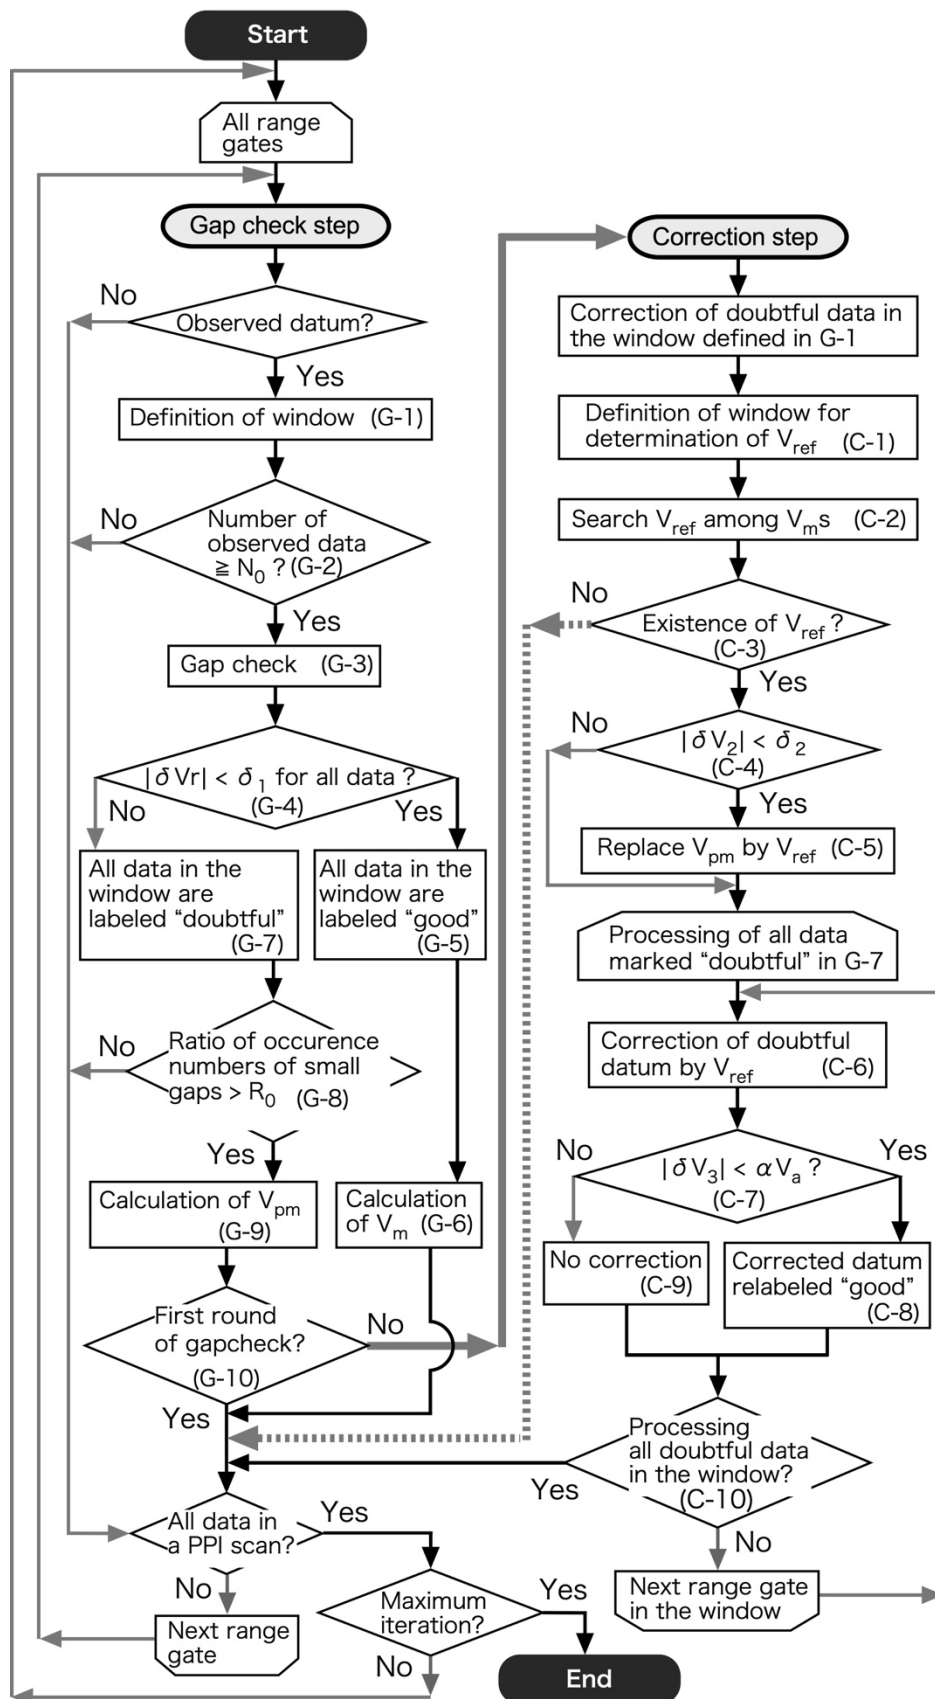 Start
All range
gates
Gap check step
No
Observed datum?
Yes
Definition of window (G-1)
No
Number of
observed data
≧ N₀ ? (G-2)
Yes
Gap check (G-3)
|δVr| < δ₁ for all data ?
(G-4)
No
Yes
All data in the
window are
labeled “doubtful”
(G-7)
All data in the
window are
labeled “good”
(G-5)
No
Ratio of occurence
numbers of small
gaps > R₀ (G-8)
Yes
Calculation of Vpm
(G-9)
Calculation
of Vm (G-6)
First round
of gapcheck?
(G-10)
No
Yes
All data in
a PPI scan?
Yes
No
Next range
gate
Maximum
iteration?
Yes
No
End
Correction step
Correction of doubtful data in
the window defined in G-1
Definition of window for
determination of Vref (C-1)
Search Vref among Vms (C-2)
No
Existence of Vref ?
(C-3)
Yes
No
|δV₂| < δ₂
(C-4)
Yes
Replace Vpm by Vref (C-5)
Processing of all data
marked “doubtful” in G-7
Correction of doubtful
datum by Vref (C-6)
No
Yes
|δV₃| < αVa ?
(C-7)
No correction
(C-9)
Corrected datum
relabeled “good”
(C-8)
Processing
all doubtful data
in the window?
(C-10)
Yes
No
Next range gate
in the window